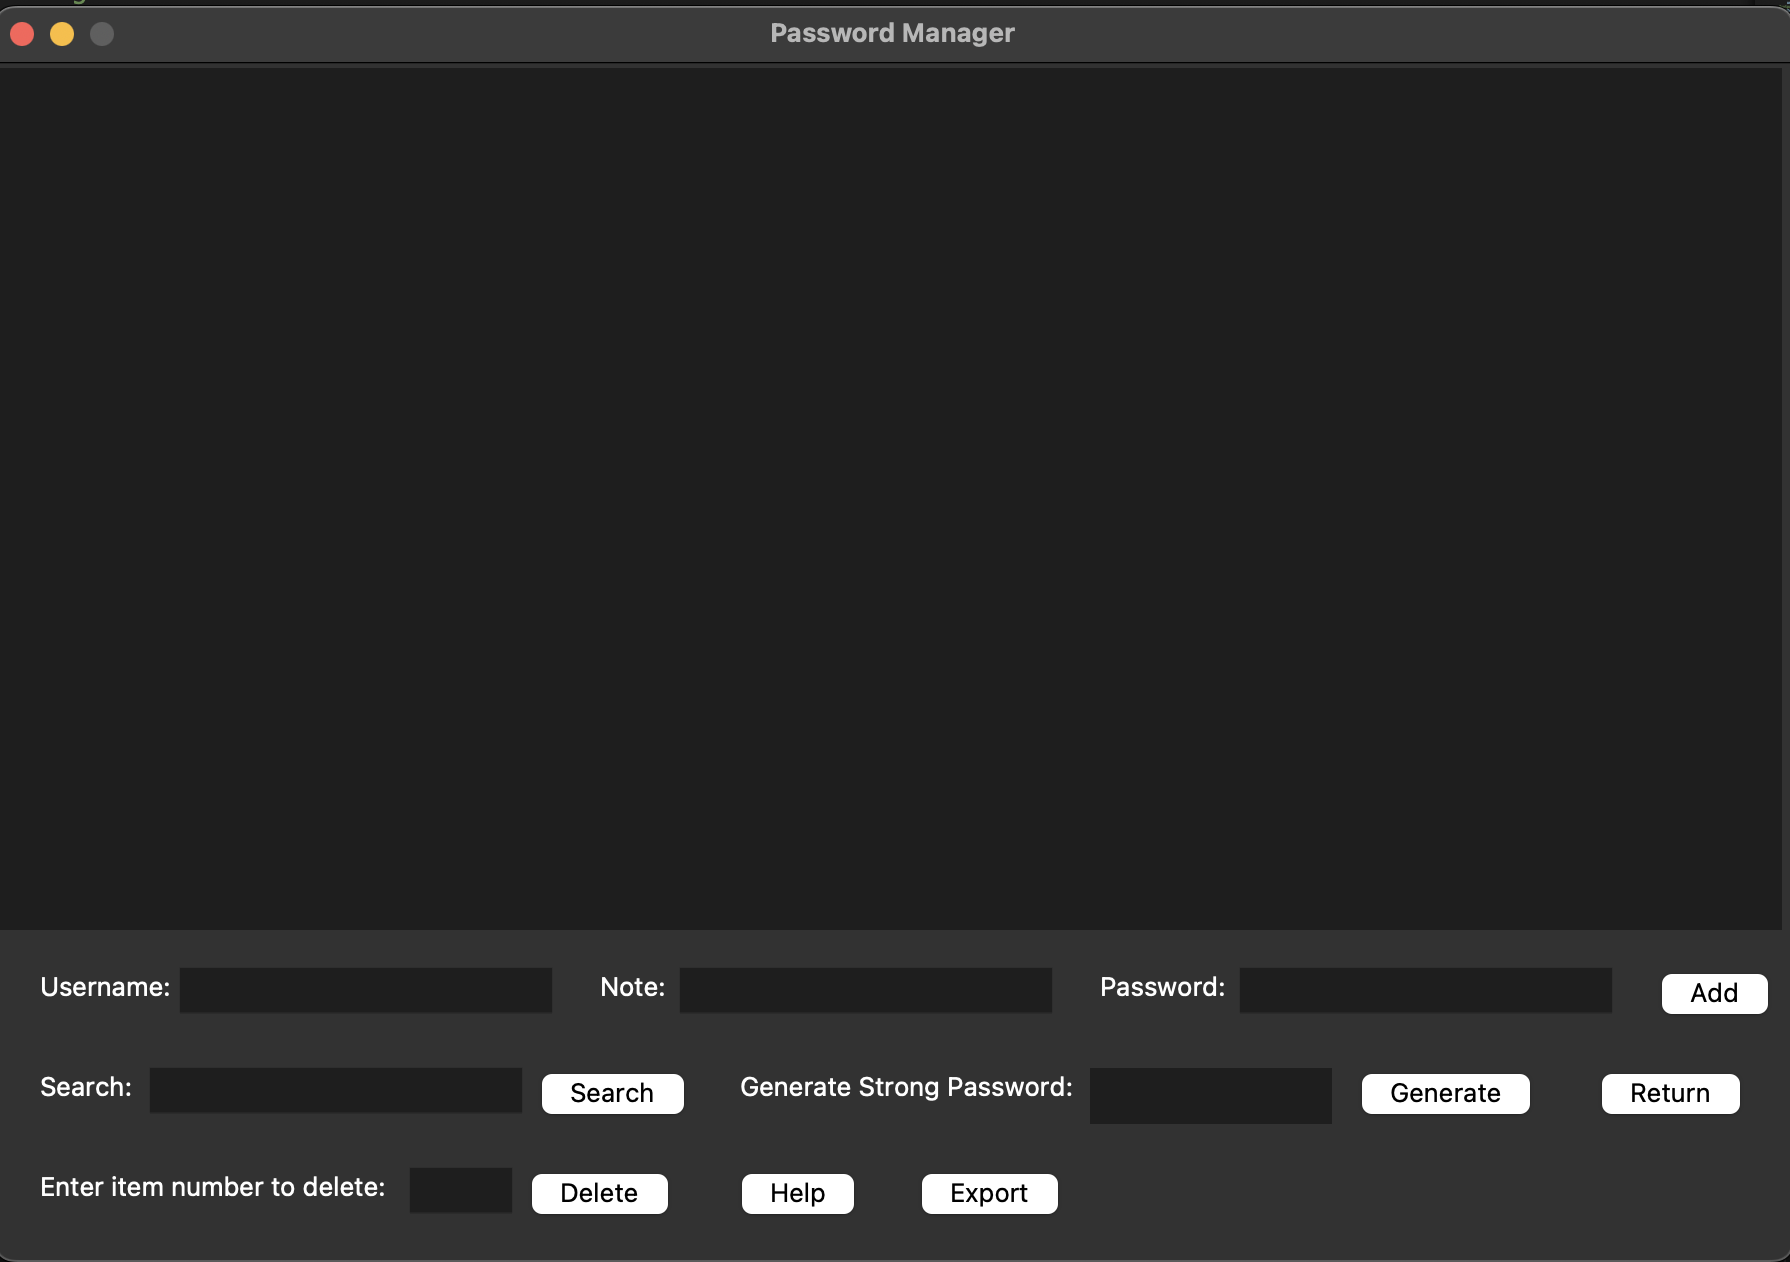 Password Manager
Username: Note: Password: Add
Search: Search Generate Strong Password: Generate Return
Enter item number to delete: Delete Help Export